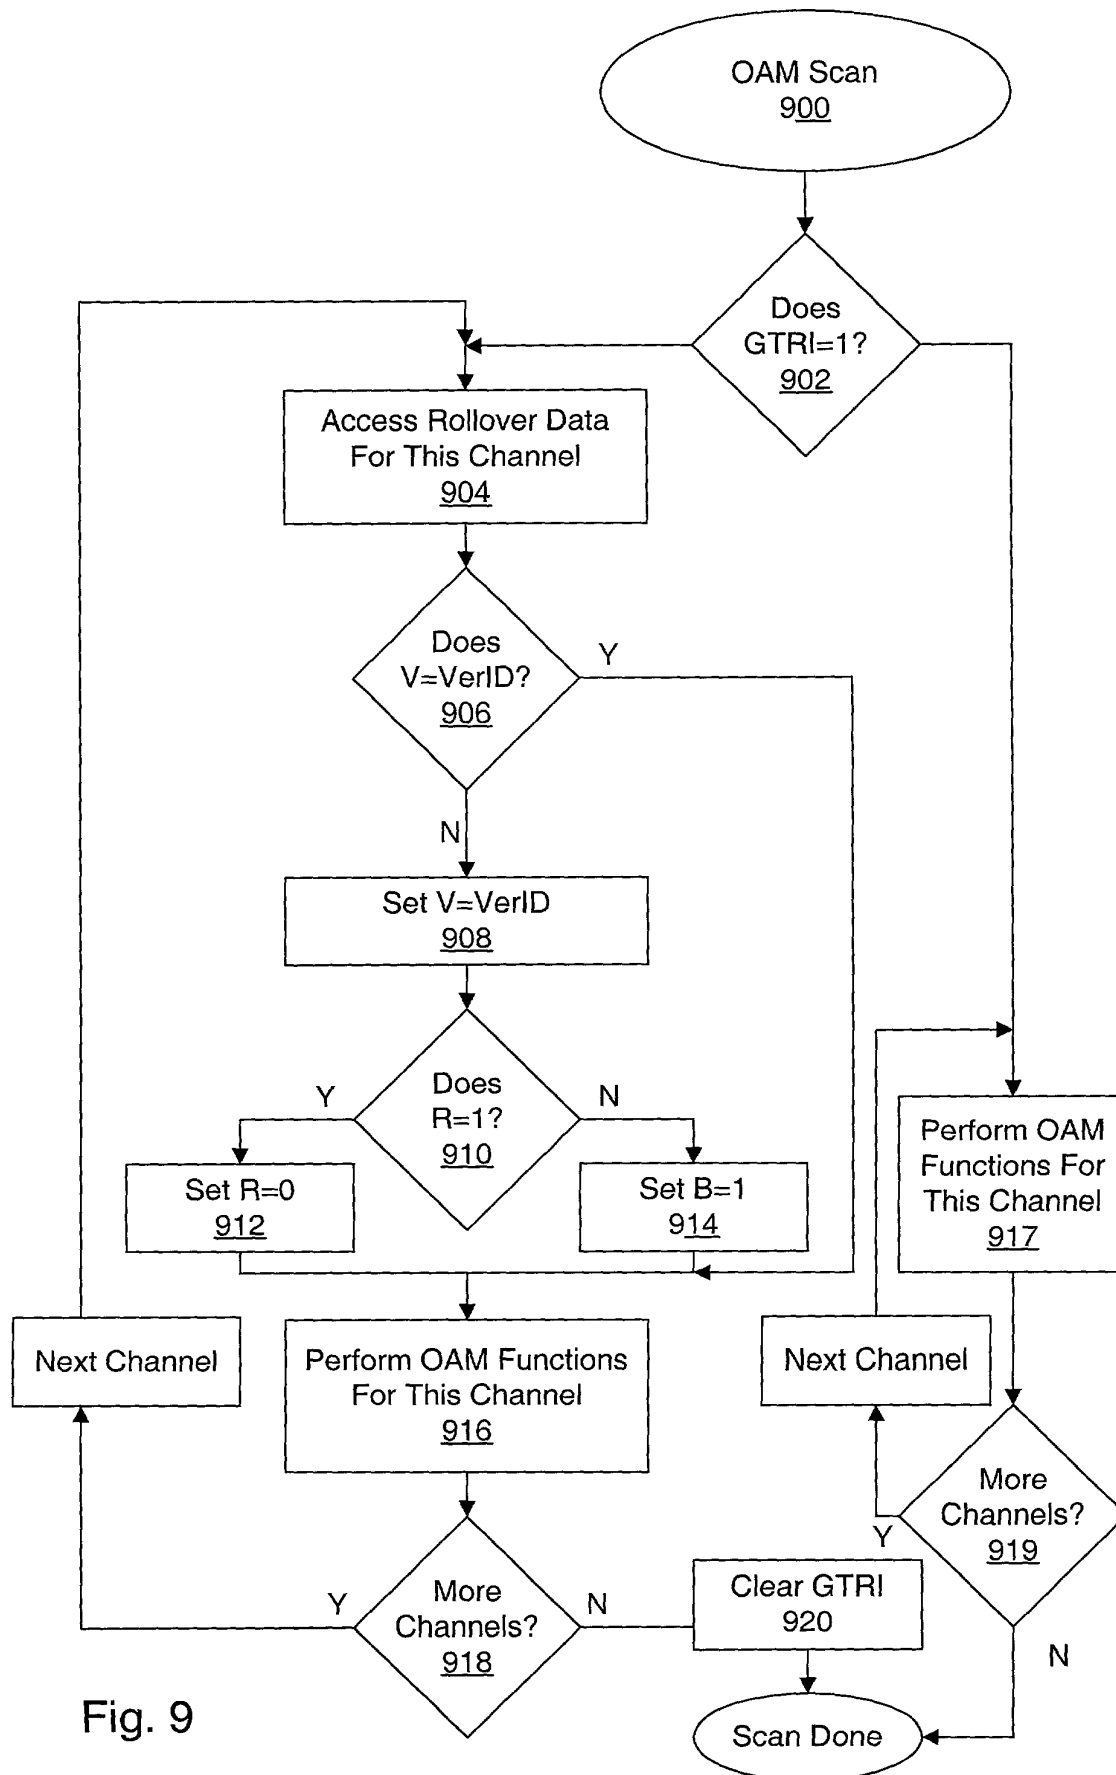 OAM Scan
900
Does
GTRI=1?
902
Access Rollover Data
For This Channel
904
Does
V=VerID?
906
Y
N
Set V=VerID
908
Does
R=1?
910
Y
N
Set R=0
912
Set B=1
914
Perform OAM
Functions For
This Channel
917
Next Channel
Perform OAM Functions
For This Channel
916
Next Channel
More
Channels?
919
Y
N
More
Channels?
918
Y
N
Clear GTRI
920
Scan Done
Fig. 9